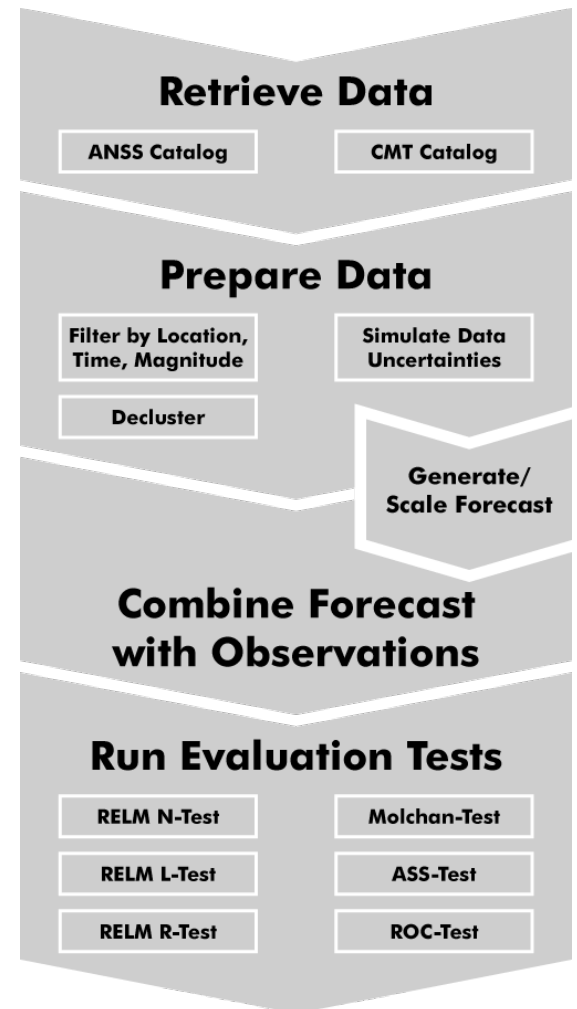 Retrieve Data
ANSS Catalog
CMT Catalog
Prepare Data
Filter by Location,
Time, Magnitude
Simulate Data
Uncertainties
Decluster
Generate/
Scale Forecast
Combine Forecast
with Observations
Run Evaluation Tests
RELM N-Test
Molchan-Test
RELM L-Test
ASS-Test
RELM R-Test
ROC-Test